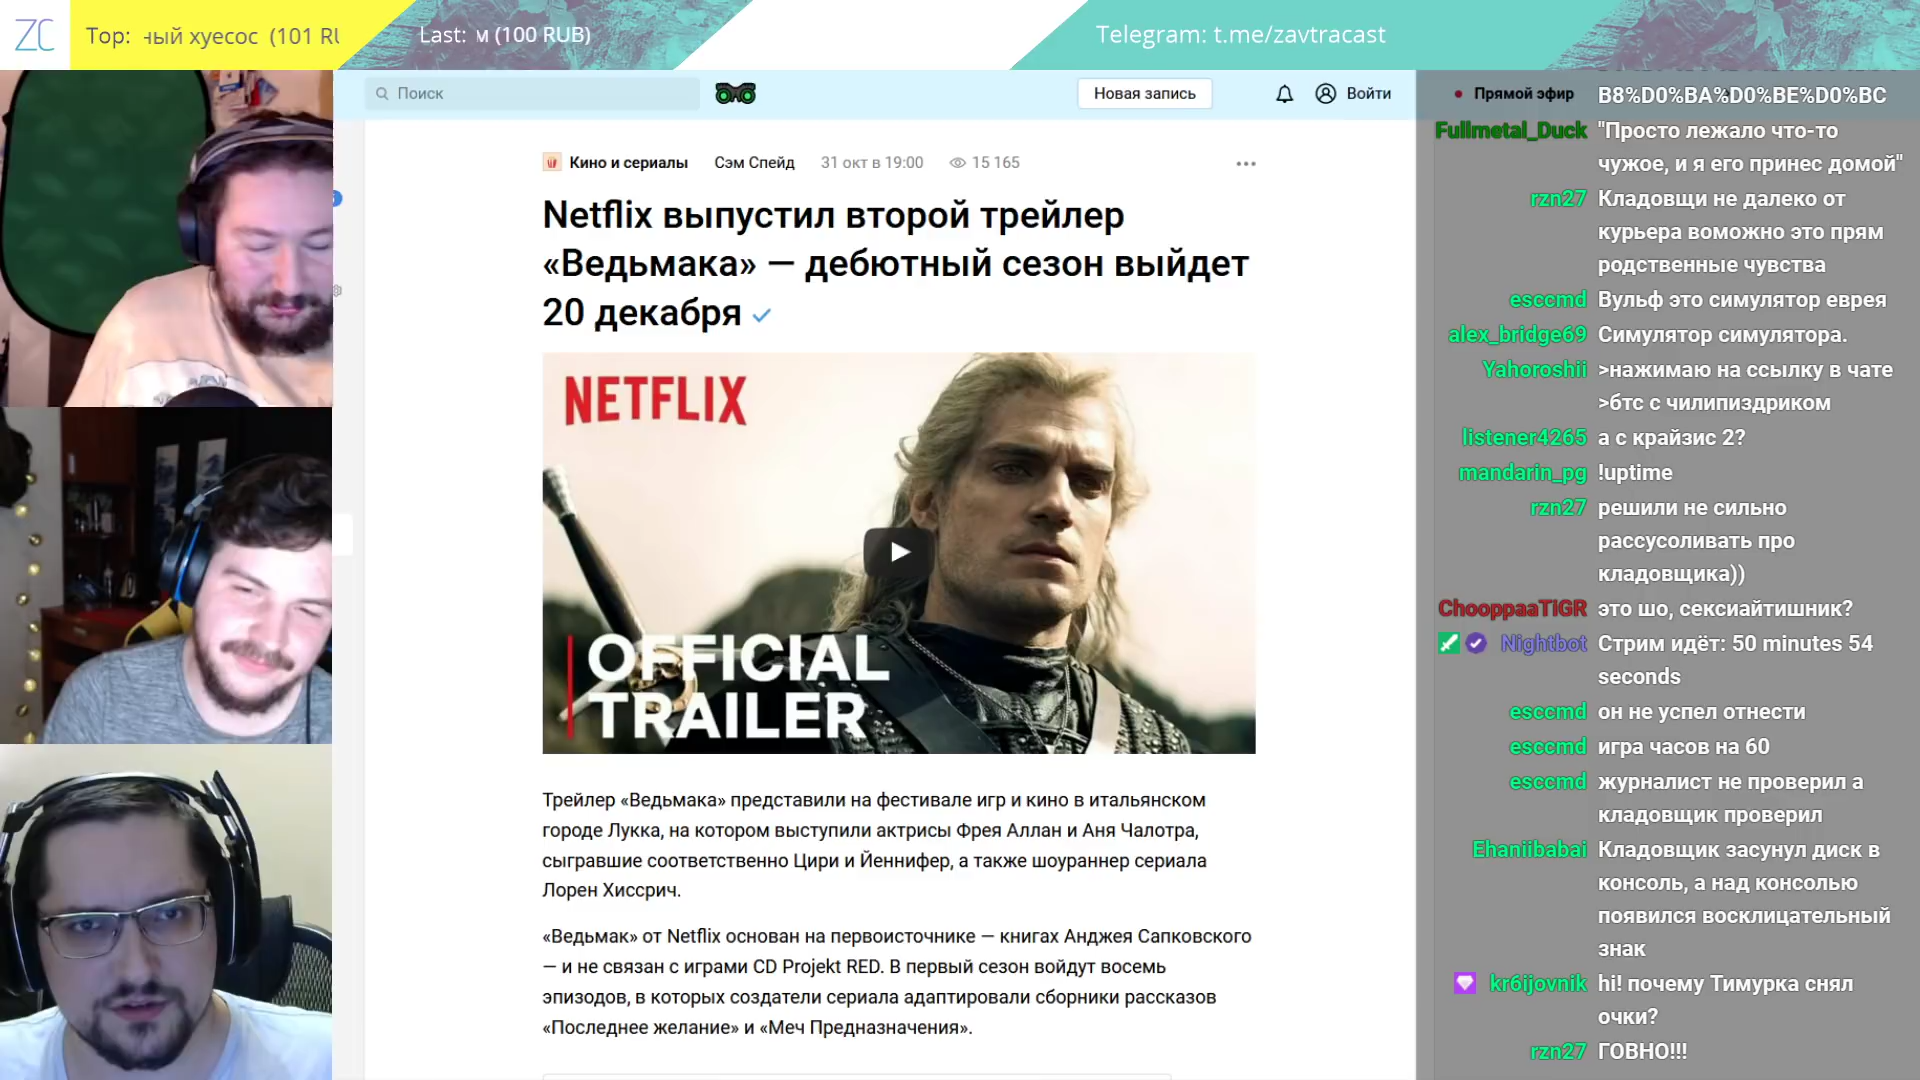 ZC
Top: ный хуесос (101 RU
Last: м (100 RUB)
Telegram: t.me/zavtracast
Поиск
Новая запись
Войти
Прямой эфир
Кино и сериалы Сэм Спейд 31 окт в 19:00 15 165
Netflix выпустил второй трейлер
«Ведьмака» — дебютный сезон выйдет
20 декабря
NETFLIX
OFFICIAL
TRAILER
Трейлер «Ведьмака» представили на фестивале игр и кино в итальянском
городе Лукка, на котором выступили актрисы Фрея Аллан и Аня Чалотра,
сыгравшие соответственно Цири и Йеннифер, а также шоураннер сериала
Лорен Хиссрич.
«Ведьмак» от Netflix основан на первоисточнике — книгах Анджея Сапковского
— и не связан с играми CD Projekt RED. В первый сезон войдут восемь
эпизодов, в которых создатели сериала адаптировали сборники рассказов
«Последнее желание» и «Меч Предназначения».
B8%D0%BA%D0%BE%D0%BC
Fullmetal_Duck "Просто лежало что-то
чужое, и я его принес домой"
rzn27 Кладовщи не далеко от
курьера воможно это прям
родственные чувства
esccmd Вульф это симулятор еврея
alex_bridge69 Симулятор симулятора.
Yahoroshii >нажимаю на ссылку в чате
>бтс с чилипиздриком
listener4265 а с крайзис 2?
mandarin_pg !uptime
rzn27 решили не сильно
рассусоливать про
кладовщика))
ChooppaaTIGR это шо, сексиайтишник?
Nightbot Стрим идёт: 50 minutes 54
seconds
esccmd он не успел отнести
esccmd игра часов на 60
esccmd журналист не проверил а
кладовщик проверил
Ehaniibabai Кладовщик засунул диск в
консоль, а над консолью
появился восклицательный
знак
kr6ijovnik hi! почему Тимурка снял
очки?
rzn27 ГОВНО!!!